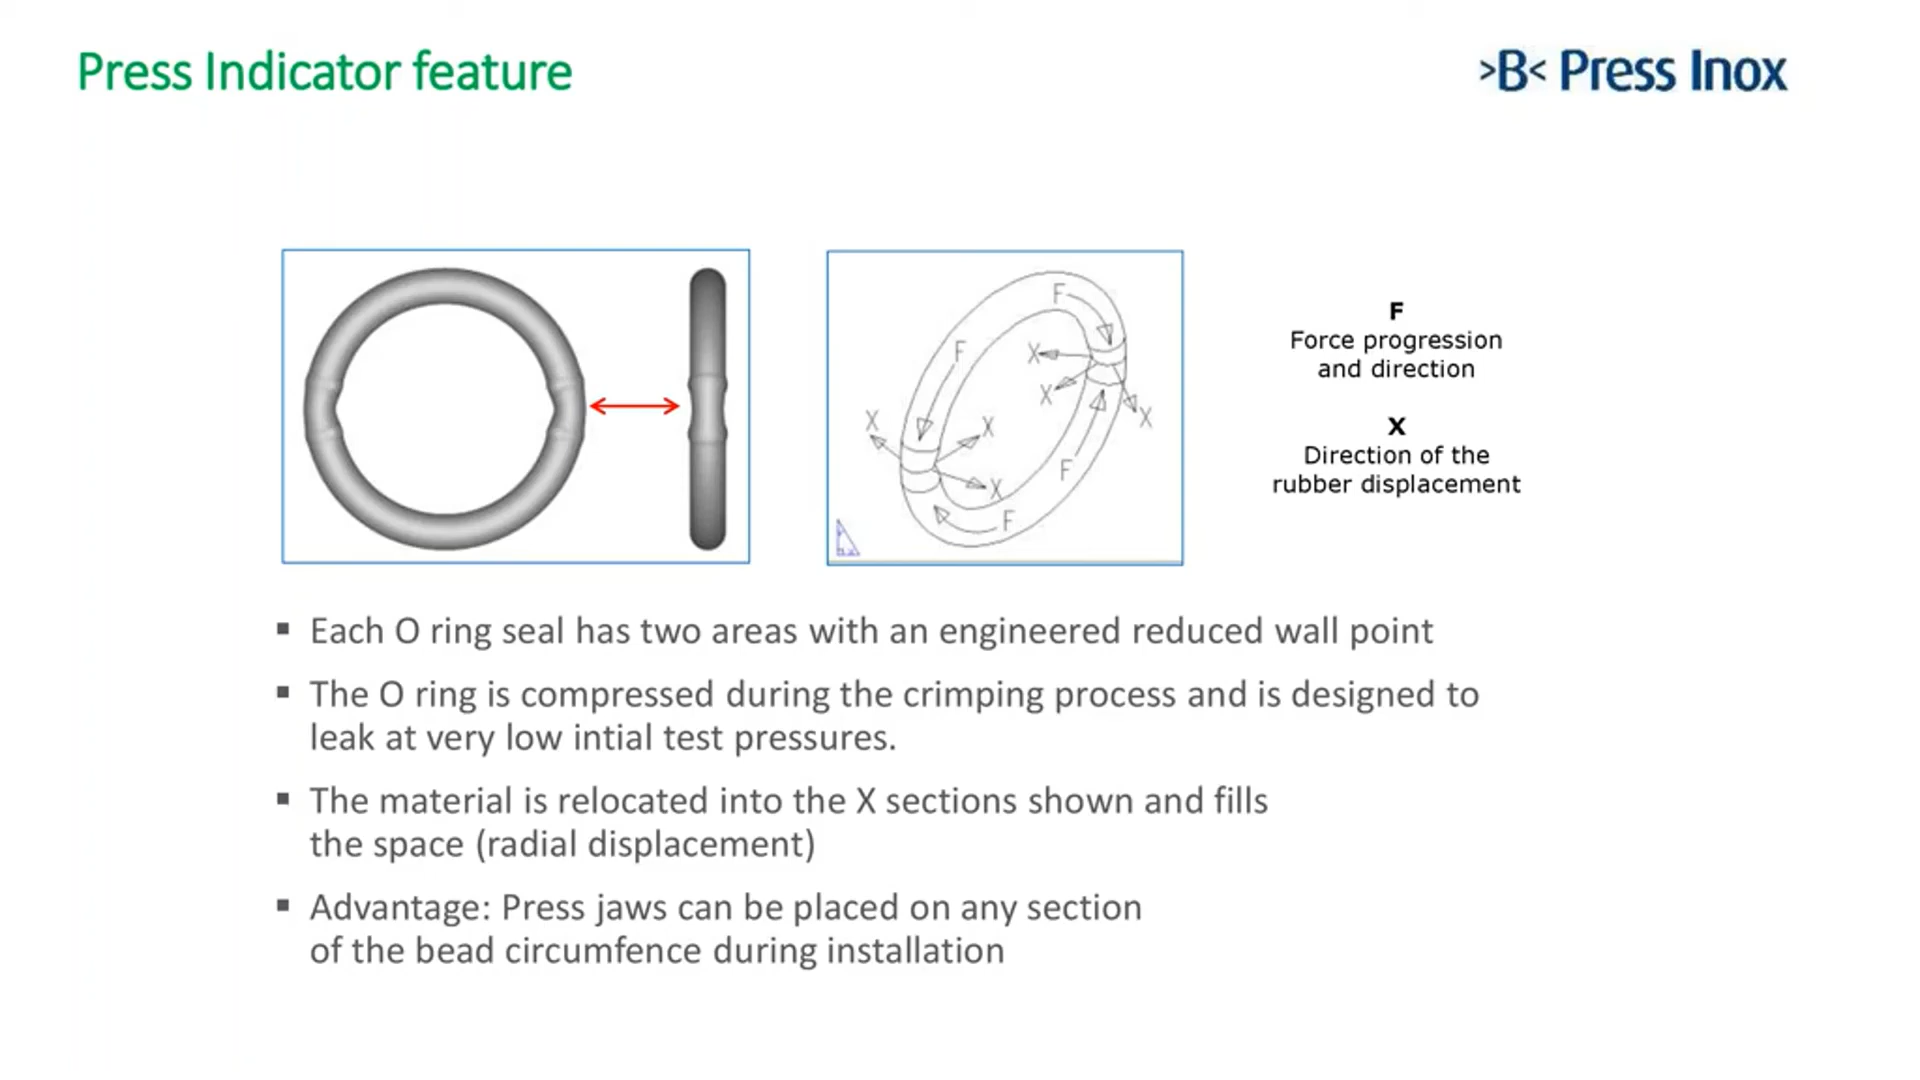 Press Indicator feature
>B< Press Inox
F
F
X
X
X
X
X
X
F
F
F
Force progression
and direction
X
Direction of the
rubber displacement
▪ Each O ring seal has two areas with an engineered reduced wall point
▪ The O ring is compressed during the crimping process and is designed to
leak at very low intial test pressures.
▪ The material is relocated into the X sections shown and fills
the space (radial displacement)
▪ Advantage: Press jaws can be placed on any section
of the bead circumfence during installation